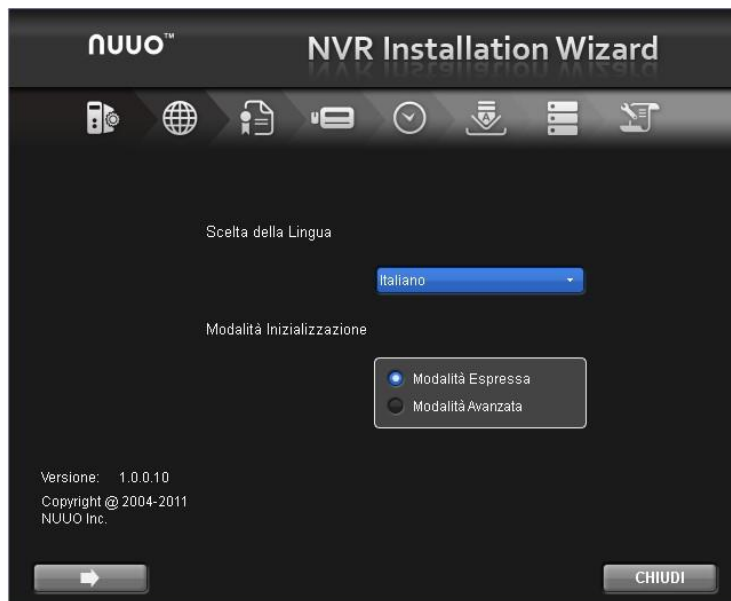 nuuo™
NVR Installation Wizard
Scelta della Lingua
Italiano
Modalità Inizializzazione
Modalità Espressa
Modalità Avanzata
Versione: 1.0.0.10
Copyright @ 2004-2011
NUUO Inc.
CHIUDI